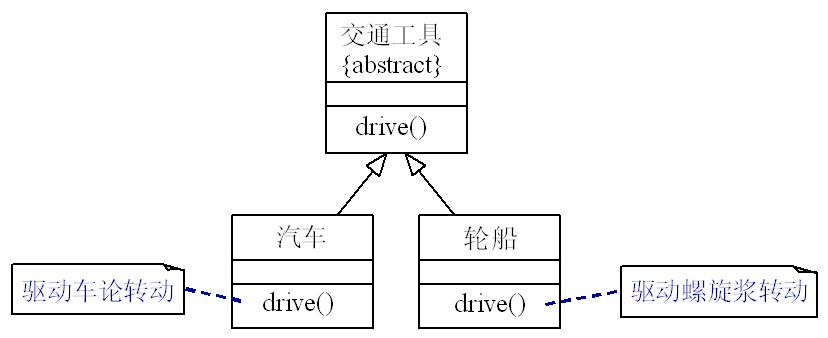 交通工具
{abstract}
drive()
汽车
轮船
驱动车论转动
drive()
drive()
驱动螺旋浆转动